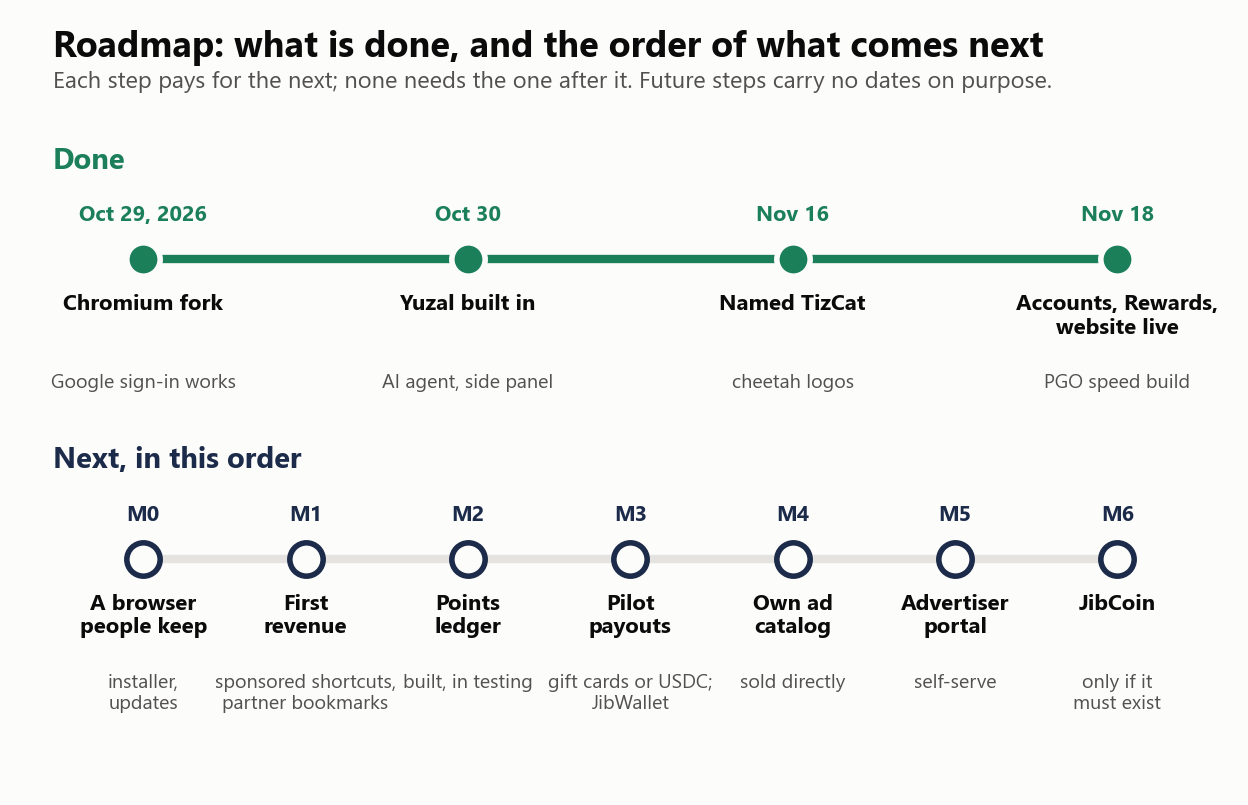 Roadmap: what is done, and the order of what comes next
Each step pays for the next; none needs the one after it. Future steps carry no dates on purpose.
Done
Oct 29, 2026
Oct 30
Nov 16
Nov 18
Chromium fork
Yuzal built in
Named TizCat
Accounts, Rewards,
website live
Google sign-in works
AI agent, side panel
cheetah logos
PGO speed build
Next, in this order
M0
M1
M2
M3
M4
M5
M6
A browser
people keep
First
revenue
Points
ledger
Pilot
payouts
Own ad
catalog
Advertiser
portal
JibCoin
installer,
updates
sponsored shortcuts,
partner bookmarks
built, in testing
gift cards or USDC;
JibWallet
sold directly
self-serve
only if it
must exist